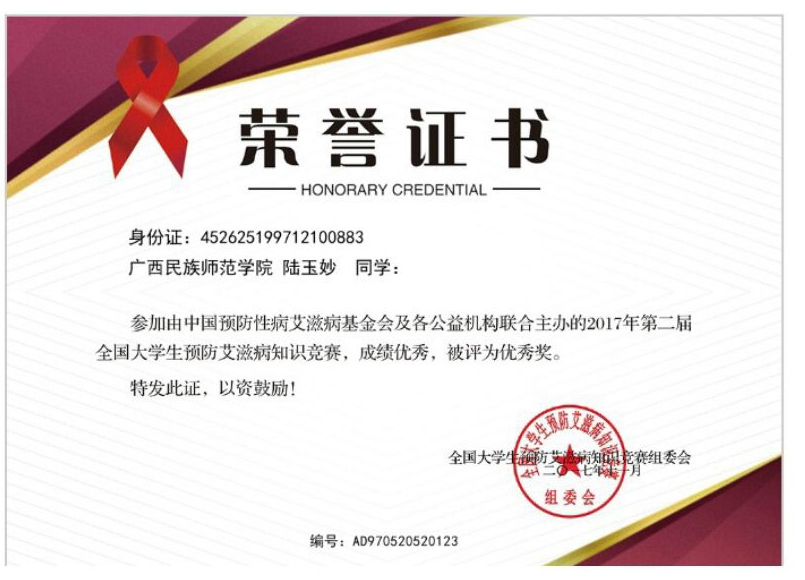 荣誉证书
HONORARY CREDENTIAL
身份证：452625199712100883
广西民族师范学院 陆玉妙 同学：
参加由中国预防性病艾滋病基金会及各公益机构联合主办的2017年第二届
全国大学生预防艾滋病知识竞赛，成绩优秀，被评为优秀奖。
特发此证，以资鼓励！
全国大学生预防艾滋病知识竞赛组委会
二〇一七年十一月
全国大学生预防艾滋病知识竞赛
组委会
编号：AD970520520123